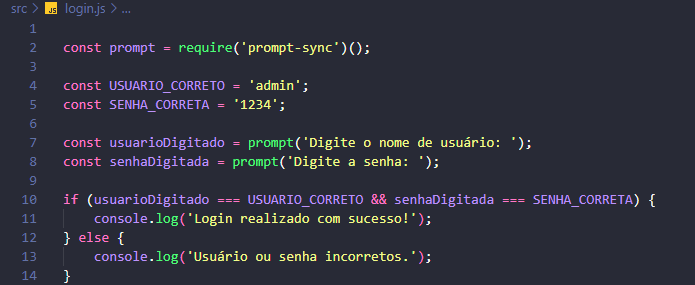 src > JS login.js > ...
1
2 const prompt = require('prompt-sync')();
3
4 const USUARIO_CORRETO = 'admin';
5 const SENHA_CORRETA = '1234';
6
7 const usuarioDigitado = prompt('Digite o nome de usuário: ');
8 const senhaDigitada = prompt('Digite a senha: ');
9
10 if (usuarioDigitado === USUARIO_CORRETO && senhaDigitada === SENHA_CORRETA) {
11     console.log('Login realizado com sucesso!');
12 } else {
13     console.log('Usuário ou senha incorretos.');
14 }